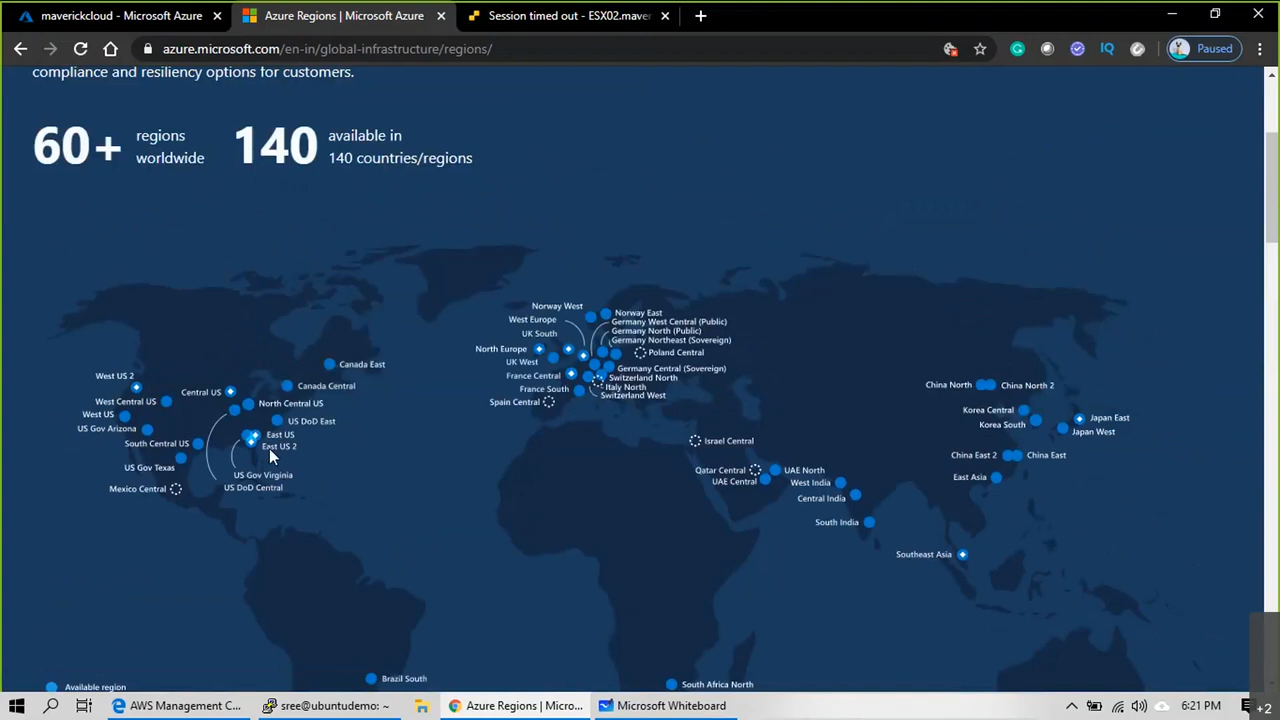 maverickcloud - Microsoft Azure
Azure Regions | Microsoft Azure
Session timed out - ESX02.maver
azure.microsoft.com/en-in/global-infrastructure/regions/
IQ
Paused
compliance and resiliency options for customers.
60+ regions worldwide
140 available in 140 countries/regions
Norway West
Norway East
West Europe
Germany West Central (Public)
UK South
Germany North (Public)
Germany Northeast (Sovereign)
North Europe
Poland Central
UK West
Germany Central (Sovereign)
France Central
Switzerland North
France South
Italy North
Switzerland West
Spain Central
Canada East
West US 2
Canada Central
Central US
West Central US
North Central US
West US
US DoD East
US Gov Arizona
East US
South Central US
East US 2
US Gov Texas
US Gov Virginia
Mexico Central
US DoD Central
Israel Central
Qatar Central
UAE North
UAE Central
West India
Central India
South India
China North
China North 2
Korea Central
Japan East
Korea South
Japan West
China East 2
China East
East Asia
Southeast Asia
Brazil South
South Africa North
Available region
AWS Management C...
sree@ubuntudemo: ~
Azure Regions | Micro...
Microsoft Whiteboard
6:21 PM
+2